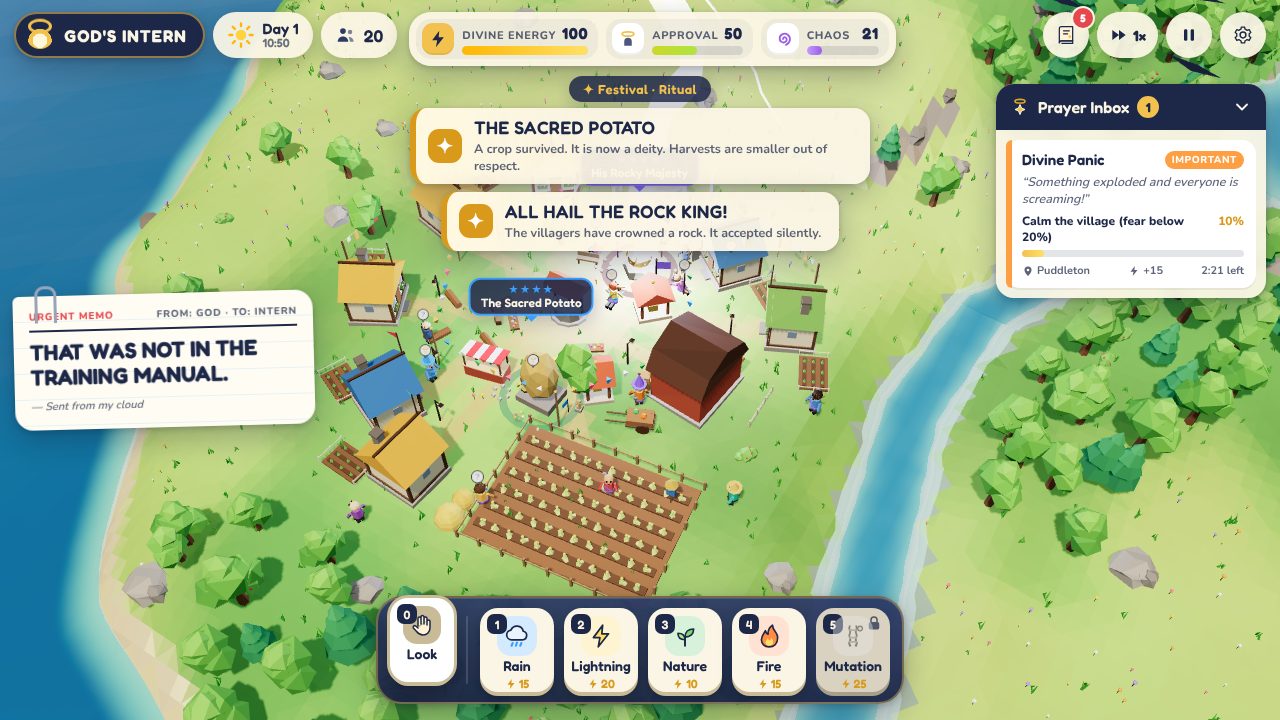 GOD'S INTERN
Day 1
10:50
20
DIVINE ENERGY 100
APPROVAL 50
CHAOS 21
5
1x
✦ Festival · Ritual
THE SACRED POTATO
A crop survived. It is now a deity. Harvests are smaller out of
respect.
His Rocky Majesty
ALL HAIL THE ROCK KING!
The villagers have crowned a rock. It accepted silently.
★★★★
The Sacred Potato
Prayer Inbox 1
Divine Panic IMPORTANT
“Something exploded and everyone is
screaming!”
Calm the village (fear below 10%
20%)
Puddleton +15 2:21 left
URGENT MEMO FROM: GOD · TO: INTERN
THAT WAS NOT IN THE
TRAINING MANUAL.
— Sent from my cloud
0
Look
1
Rain
15
2
Lightning
20
3
Nature
10
4
Fire
15
5
Mutation
25